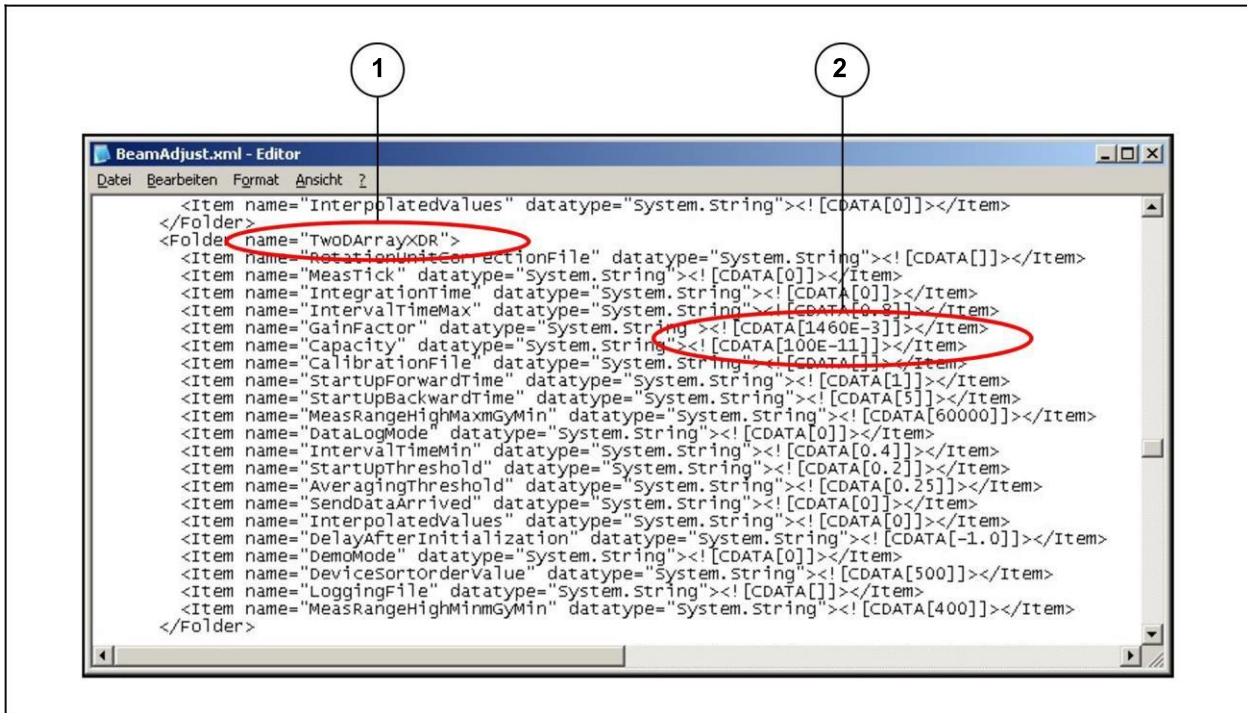 1
2
BeamAdjust.xml - Editor
Datei Bearbeiten Format Ansicht ?
<Item name="InterpolatedValues" datatype="System.String"><![CDATA[0]]></Item>
</Folder>
<Folder name="TwoDArrayXDR">
<Item name="RotationUnitCorrectionFile" datatype="System.String"><![CDATA[]]></Item>
<Item name="MeasTick" datatype="System.String"><![CDATA[0]]></Item>
<Item name="IntegrationTime" datatype="System.String"><![CDATA[0]]></Item>
<Item name="IntervalTimeMax" datatype="System.String"><![CDATA[0.8]]></Item>
<Item name="GainFactor" datatype="System.String"><![CDATA[1460E-3]]></Item>
<Item name="Capacity" datatype="System.String"><![CDATA[100E-11]]></Item>
<Item name="CalibrationFile" datatype="System.String"><![CDATA[]]></Item>
<Item name="StartUpForwardTime" datatype="System.String"><![CDATA[1]]></Item>
<Item name="StartUpBackwardTime" datatype="System.String"><![CDATA[5]]></Item>
<Item name="MeasRangeHighMaxmGyMin" datatype="System.String"><![CDATA[60000]]></Item>
<Item name="DataLogMode" datatype="System.String"><![CDATA[0]]></Item>
<Item name="IntervalTimeMin" datatype="System.String"><![CDATA[0.4]]></Item>
<Item name="StartUpThreshold" datatype="System.String"><![CDATA[0.2]]></Item>
<Item name="AveragingThreshold" datatype="System.String"><![CDATA[0.25]]></Item>
<Item name="SendDataArrived" datatype="System.String"><![CDATA[0]]></Item>
<Item name="InterpolatedValues" datatype="System.String"><![CDATA[0]]></Item>
<Item name="DelayAfterInitialization" datatype="System.String"><![CDATA[-1.0]]></Item>
<Item name="DemoMode" datatype="System.String"><![CDATA[0]]></Item>
<Item name="DeviceSortOrderValue" datatype="System.String"><![CDATA[500]]></Item>
<Item name="LoggingFile" datatype="System.String"><![CDATA[]]></Item>
<Item name="MeasRangeHighMinmGyMin" datatype="System.String"><![CDATA[400]]></Item>
</Folder>